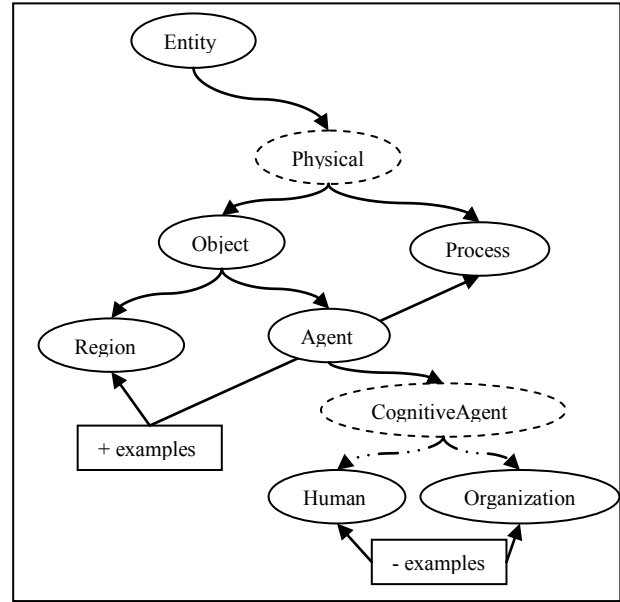 Entity
Physical
Object
Process
Region
Agent
CognitiveAgent
+ examples
Human
Organization
- examples